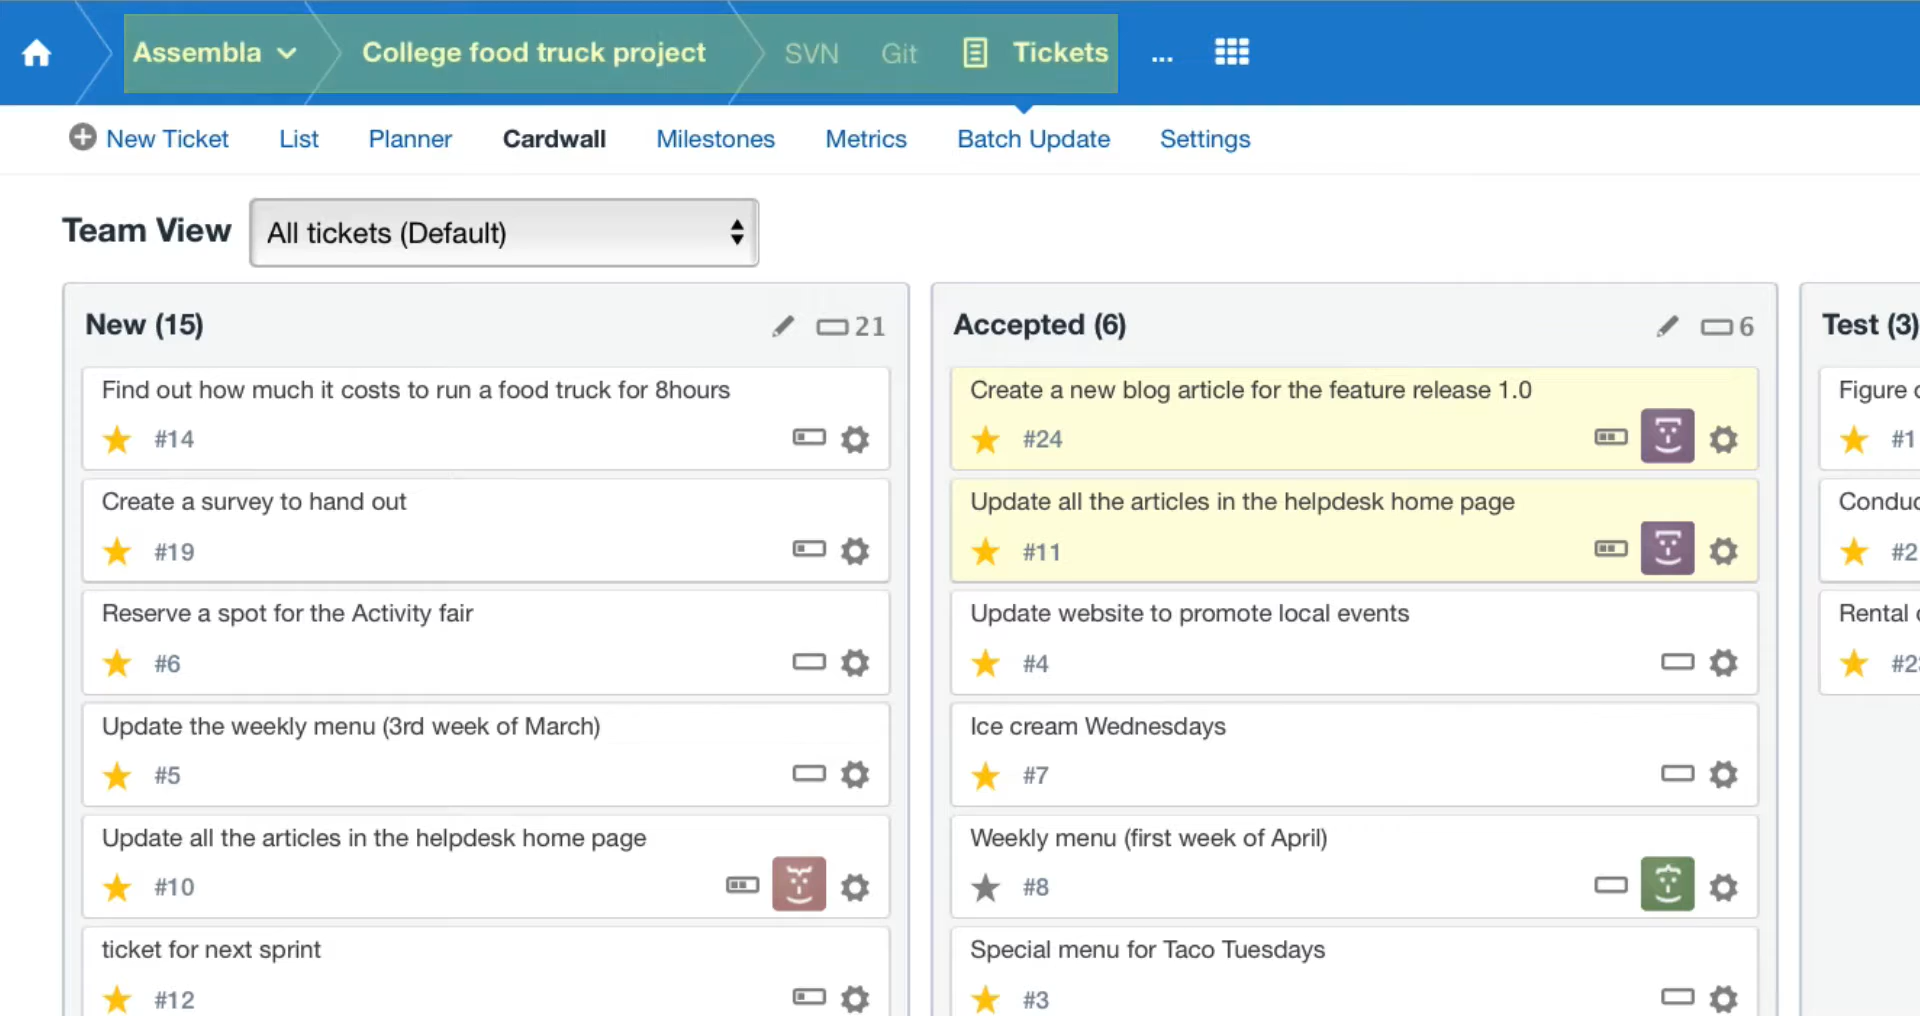 Assembla College food truck project SVN Git Tickets ...
New Ticket List Planner Cardwall Milestones Metrics Batch Update Settings
Team View All tickets (Default)
New (15) 21
Find out how much it costs to run a food truck for 8hours
#14
Create a survey to hand out
#19
Reserve a spot for the Activity fair
#6
Update the weekly menu (3rd week of March)
#5
Update all the articles in the helpdesk home page
#10
ticket for next sprint
#12
Accepted (6) 6
Create a new blog article for the feature release 1.0
#24
Update all the articles in the helpdesk home page
#11
Update website to promote local events
#4
Ice cream Wednesdays
#7
Weekly menu (first week of April)
#8
Special menu for Taco Tuesdays
#3
Test (3)
Figure
#1
#2
Rental